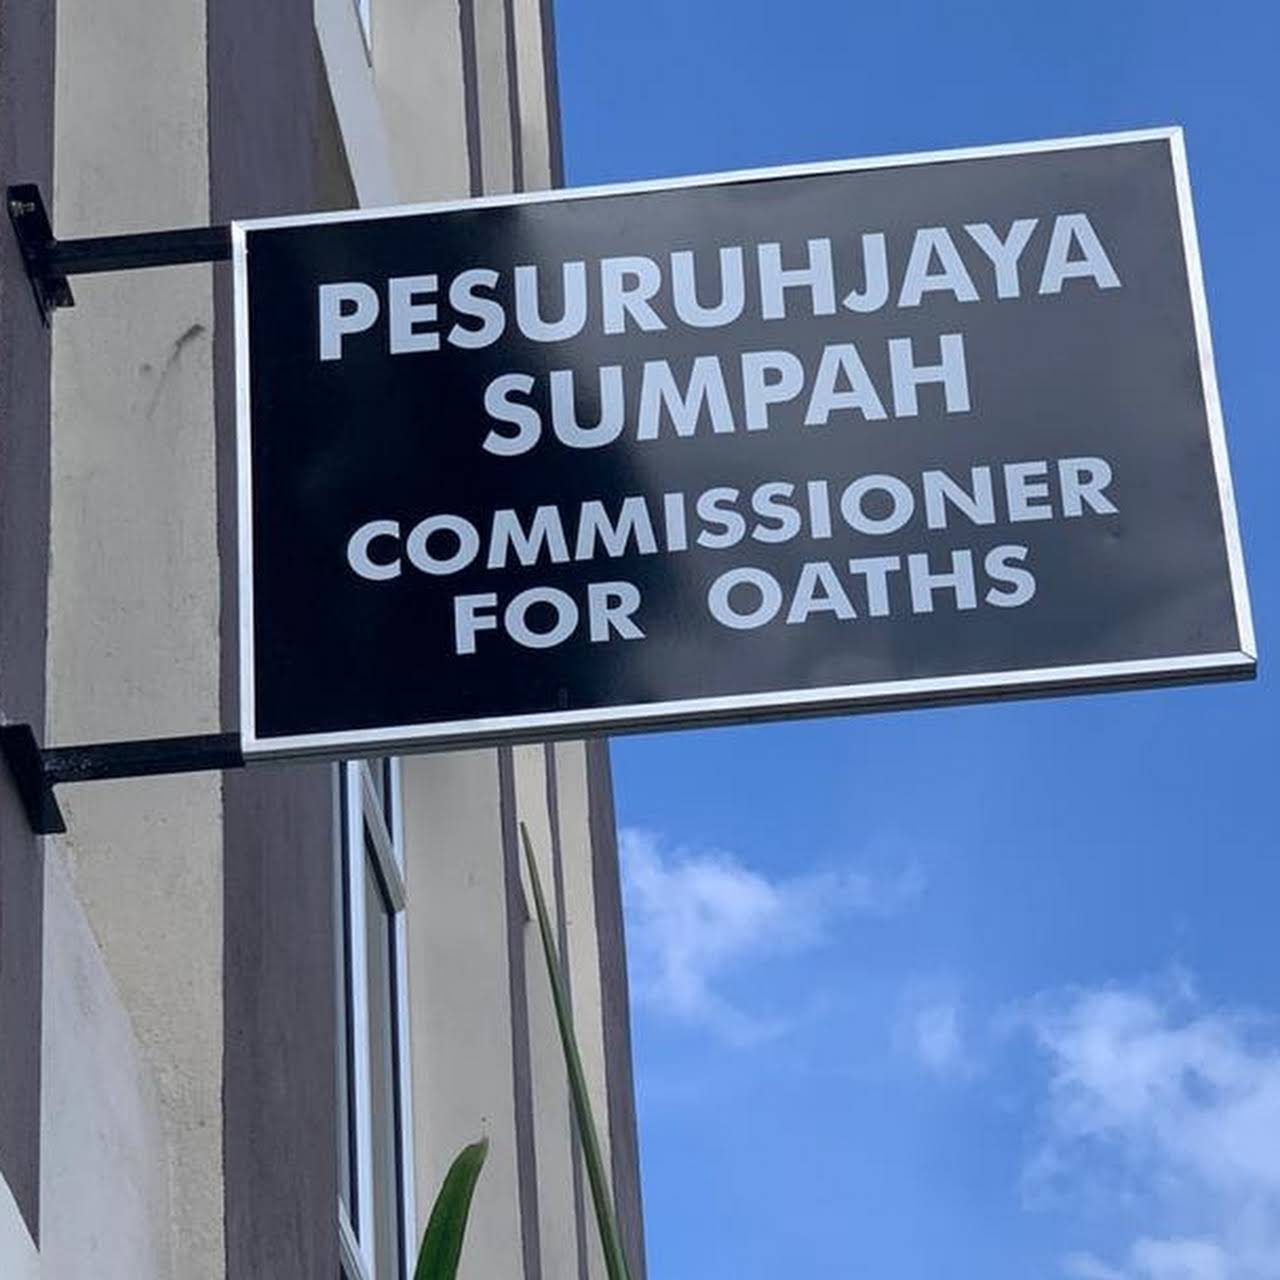 PESURUHJAYA
SUMPAH
COMMISSIONER
FOR OATHS